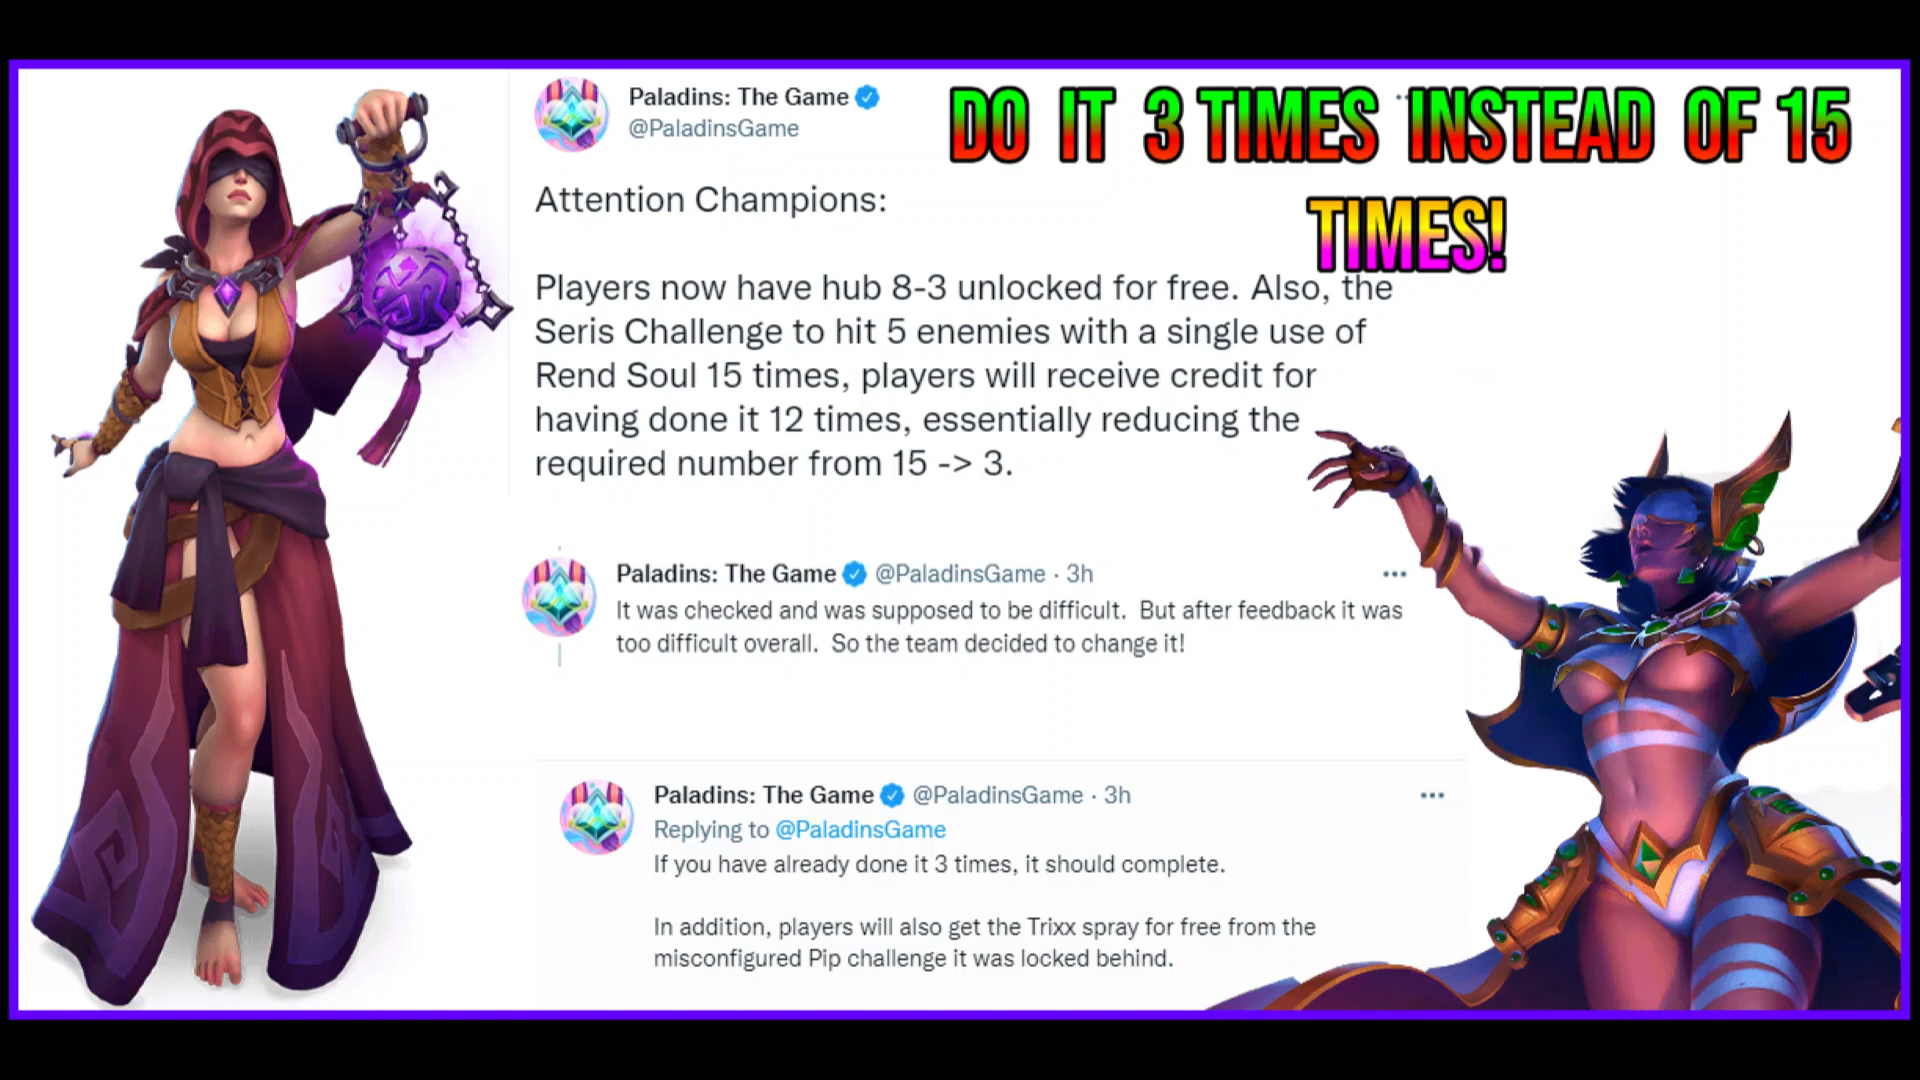 Paladins: The Game
@PaladinsGame
DO IT 3 TIMES INSTEAD OF 15
TIMES!
Attention Champions:
Players now have hub 8-3 unlocked for free. Also, the
Seris Challenge to hit 5 enemies with a single use of
Rend Soul 15 times, players will receive credit for
having done it 12 times, essentially reducing the
required number from 15 -> 3.
Paladins: The Game @PaladinsGame · 3h
It was checked and was supposed to be difficult. But after feedback it was
too difficult overall. So the team decided to change it!
Paladins: The Game @PaladinsGame · 3h
Replying to @PaladinsGame
If you have already done it 3 times, it should complete.
In addition, players will also get the Trixx spray for free from the
misconfigured Pip challenge it was locked behind.